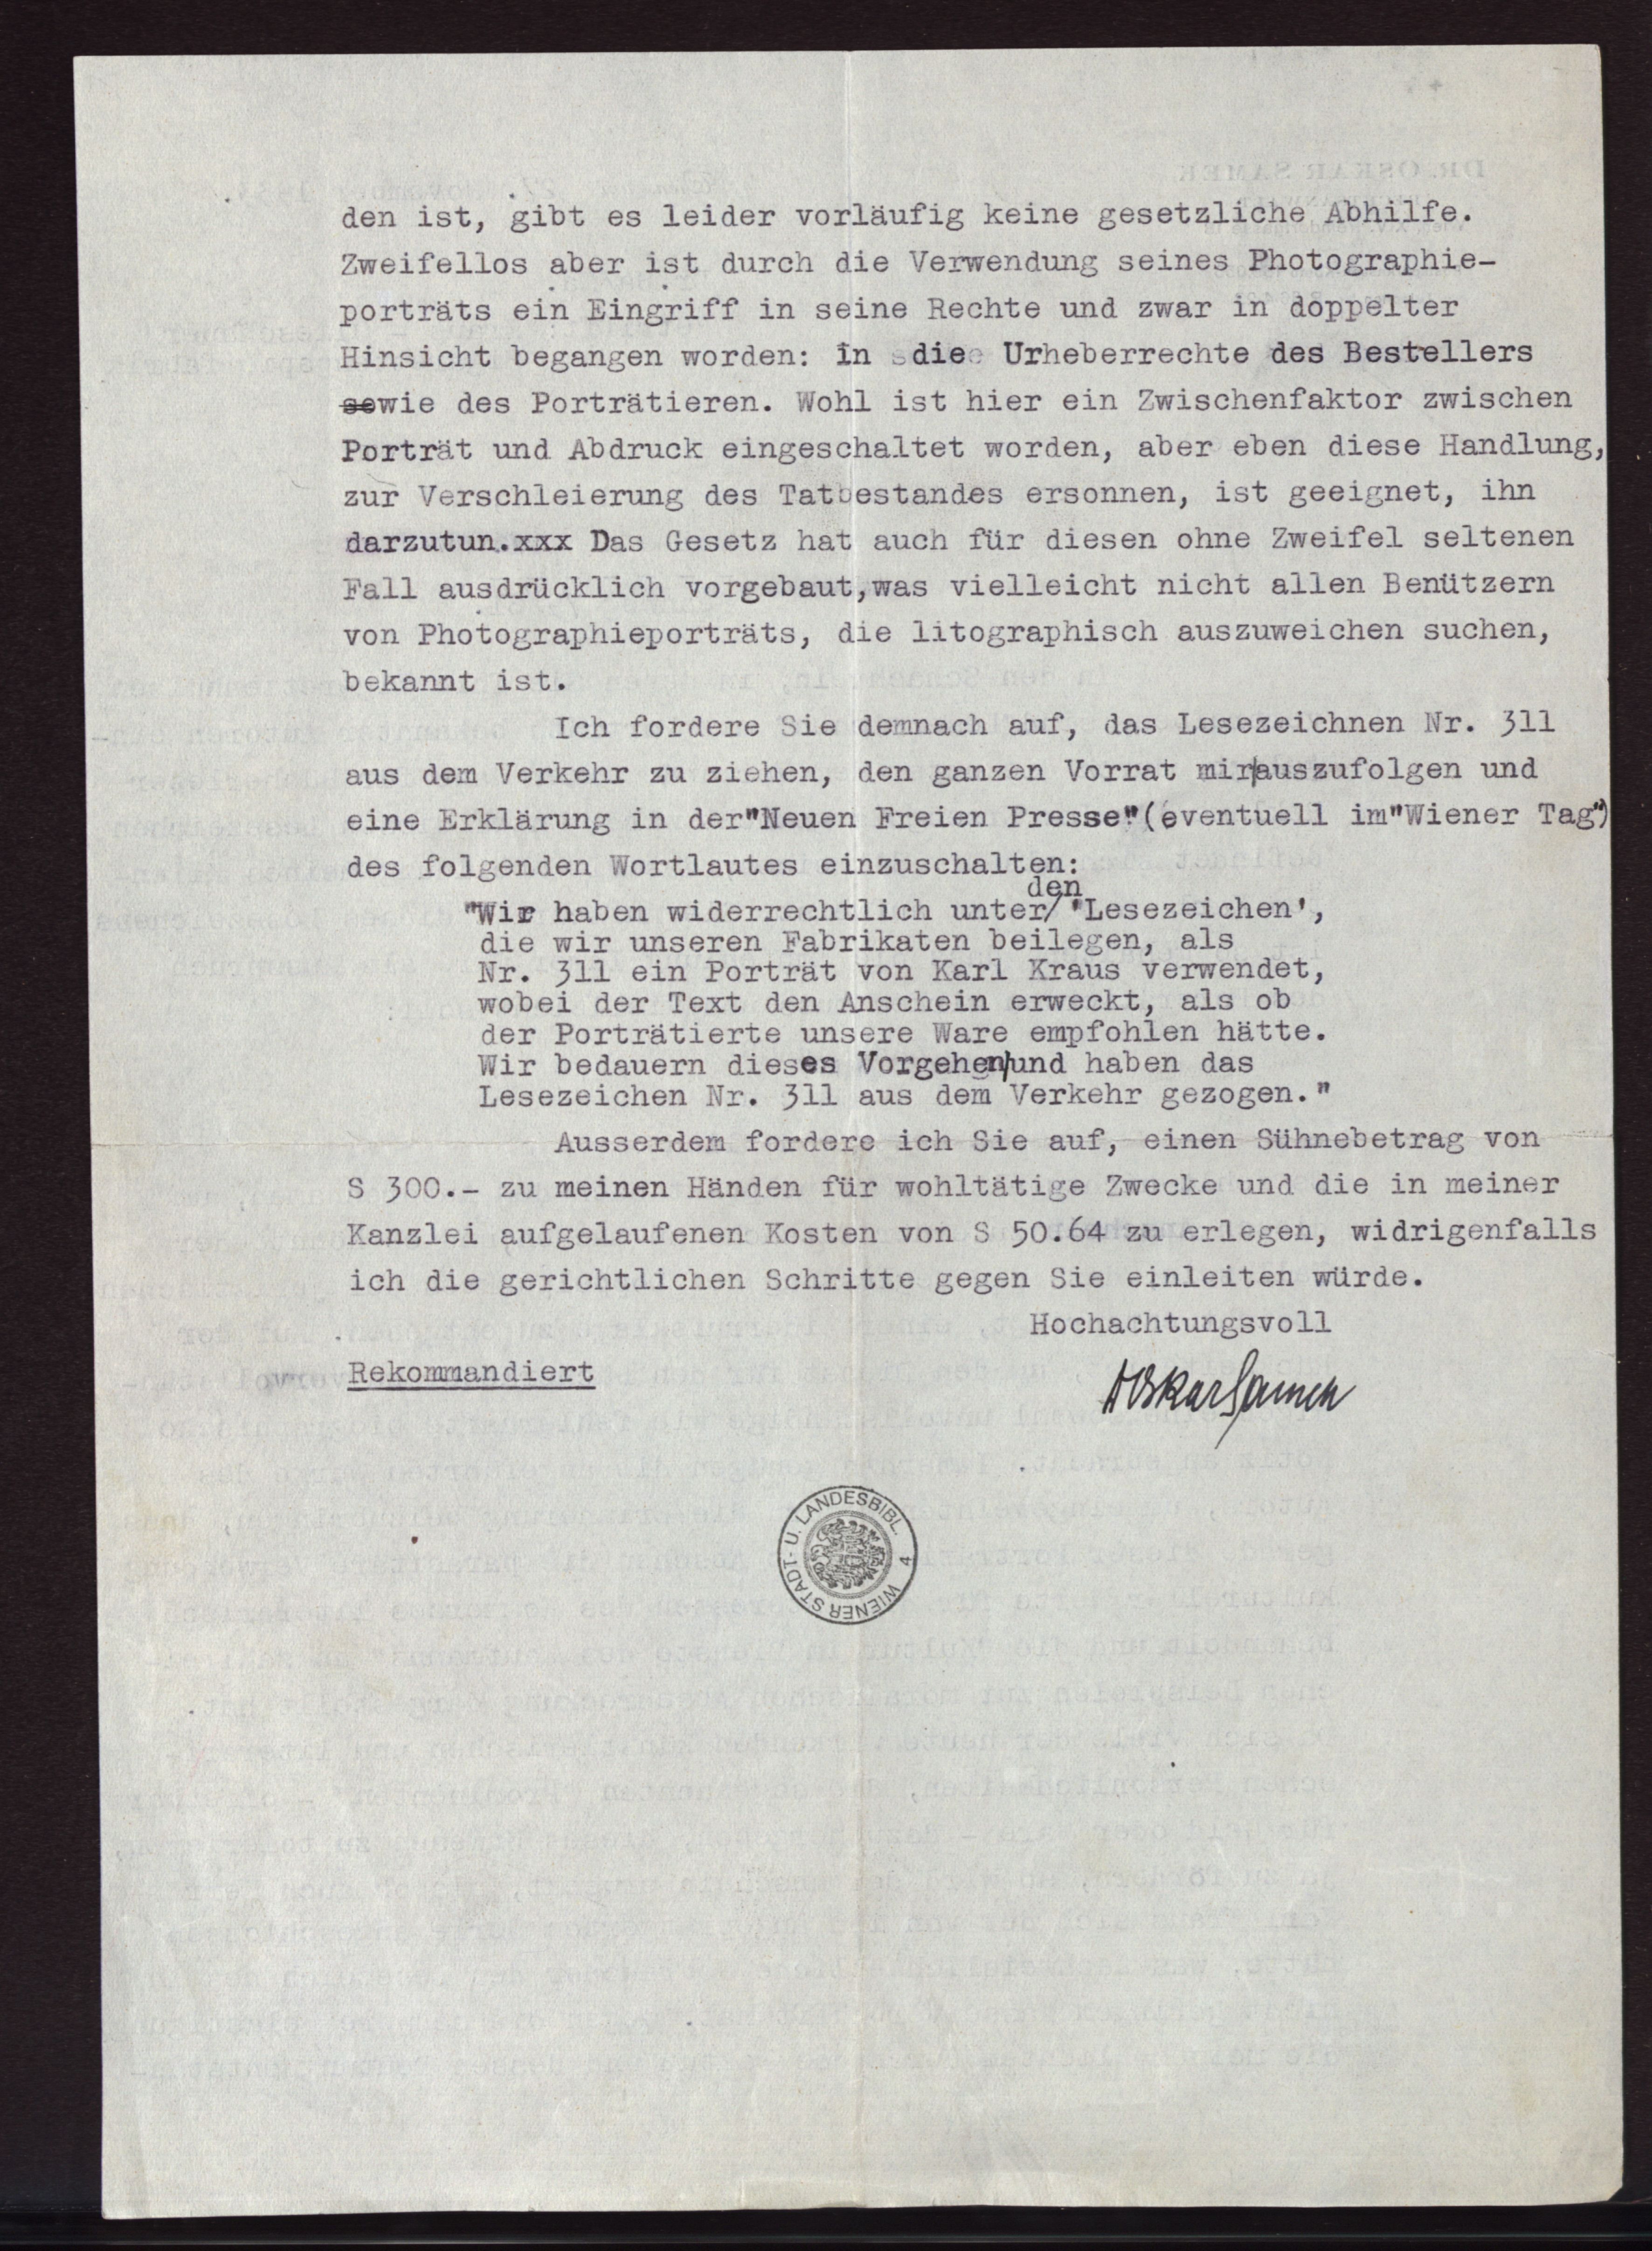 den ist, gibt es leider vorläufig keine gesetzliche Abhilfe.
Zweifellos aber ist durch die Verwendung seines Photographie-
porträts ein Eingriff in seine Rechte und zwar in doppelter
Hinsicht begangen worden: in die Urheberrechte des Bestellers
sowie des Porträtieren. Wohl ist hier ein Zwischenfaktor zwischen
Porträt und Abdruck eingeschaltet worden, aber eben diese Handlung,
zur Verschleierung des Tatbestandes ersonnen, ist geeignet, ihn
darzutun.xxx Das Gesetz hat auch für diesen ohne Zweifel seltenen
Fall ausdrücklich vorgebaut,was vielleicht nicht allen Benützern
von Photographieporträts, die litographisch auszuweichen suchen,
bekannt ist.
Ich fordere Sie demnach auf, das Lesezeichnen Nr. 311
aus dem Verkehr zu ziehen, den ganzen Vorrat mir/auszufolgen und
eine Erklärung in der"Neuen Freien Presse"(eventuell im"Wiener Tag")
des folgenden Wortlautes einzuschalten:
den
"Wir haben widerrechtlich unter/ 'Lesezeichen',
die wir unseren Fabrikaten beilegen, als
Nr. 311 ein Porträt von Karl Kraus verwendet,
wobei der Text den Anschein erweckt, als ob
der Porträtierte unsere Ware empfohlen hätte.
Wir bedauern dieses Vorgehen/und haben das
Lesezeichen Nr. 311 aus dem Verkehr gezogen."
Ausserdem fordere ich Sie auf, einen Sühnebetrag von
S 300.- zu meinen Händen für wohltätige Zwecke und die in meiner
Kanzlei aufgelaufenen Kosten von S 50.64 zu erlegen, widrigenfalls
ich die gerichtlichen Schritte gegen Sie einleiten würde.
Hochachtungsvoll
Rekommandiert
DrOskarSamek
WIENER STADT- U. LANDESBIBL. 4